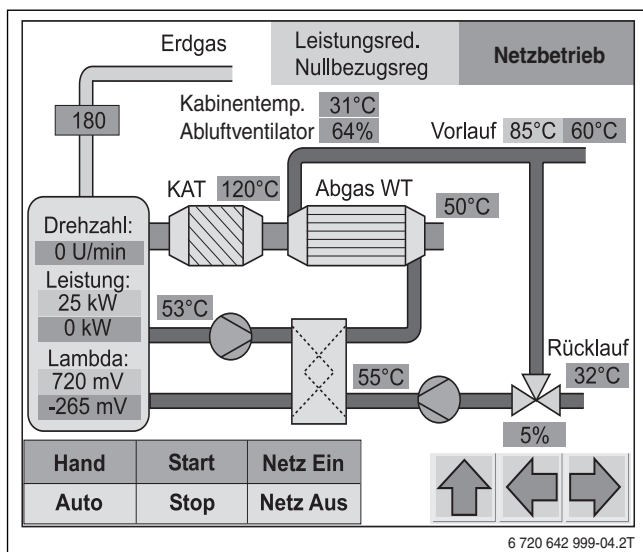 Erdgas
Leistungsred.
Nullbezugsreg
Netzbetrieb
180
Kabinentemp. 31°C
Abluftventilator 64%
Vorlauf 85°C 60°C
KAT 120°C
Abgas WT
50°C
Drehzahl:
0 U/min
Leistung:
25 kW
0 kW
Lambda:
720 mV
-265 mV
53°C
55°C
Rücklauf
32°C
5%
Hand Start Netz Ein
Auto Stop Netz Aus
6 720 642 999-04.2T